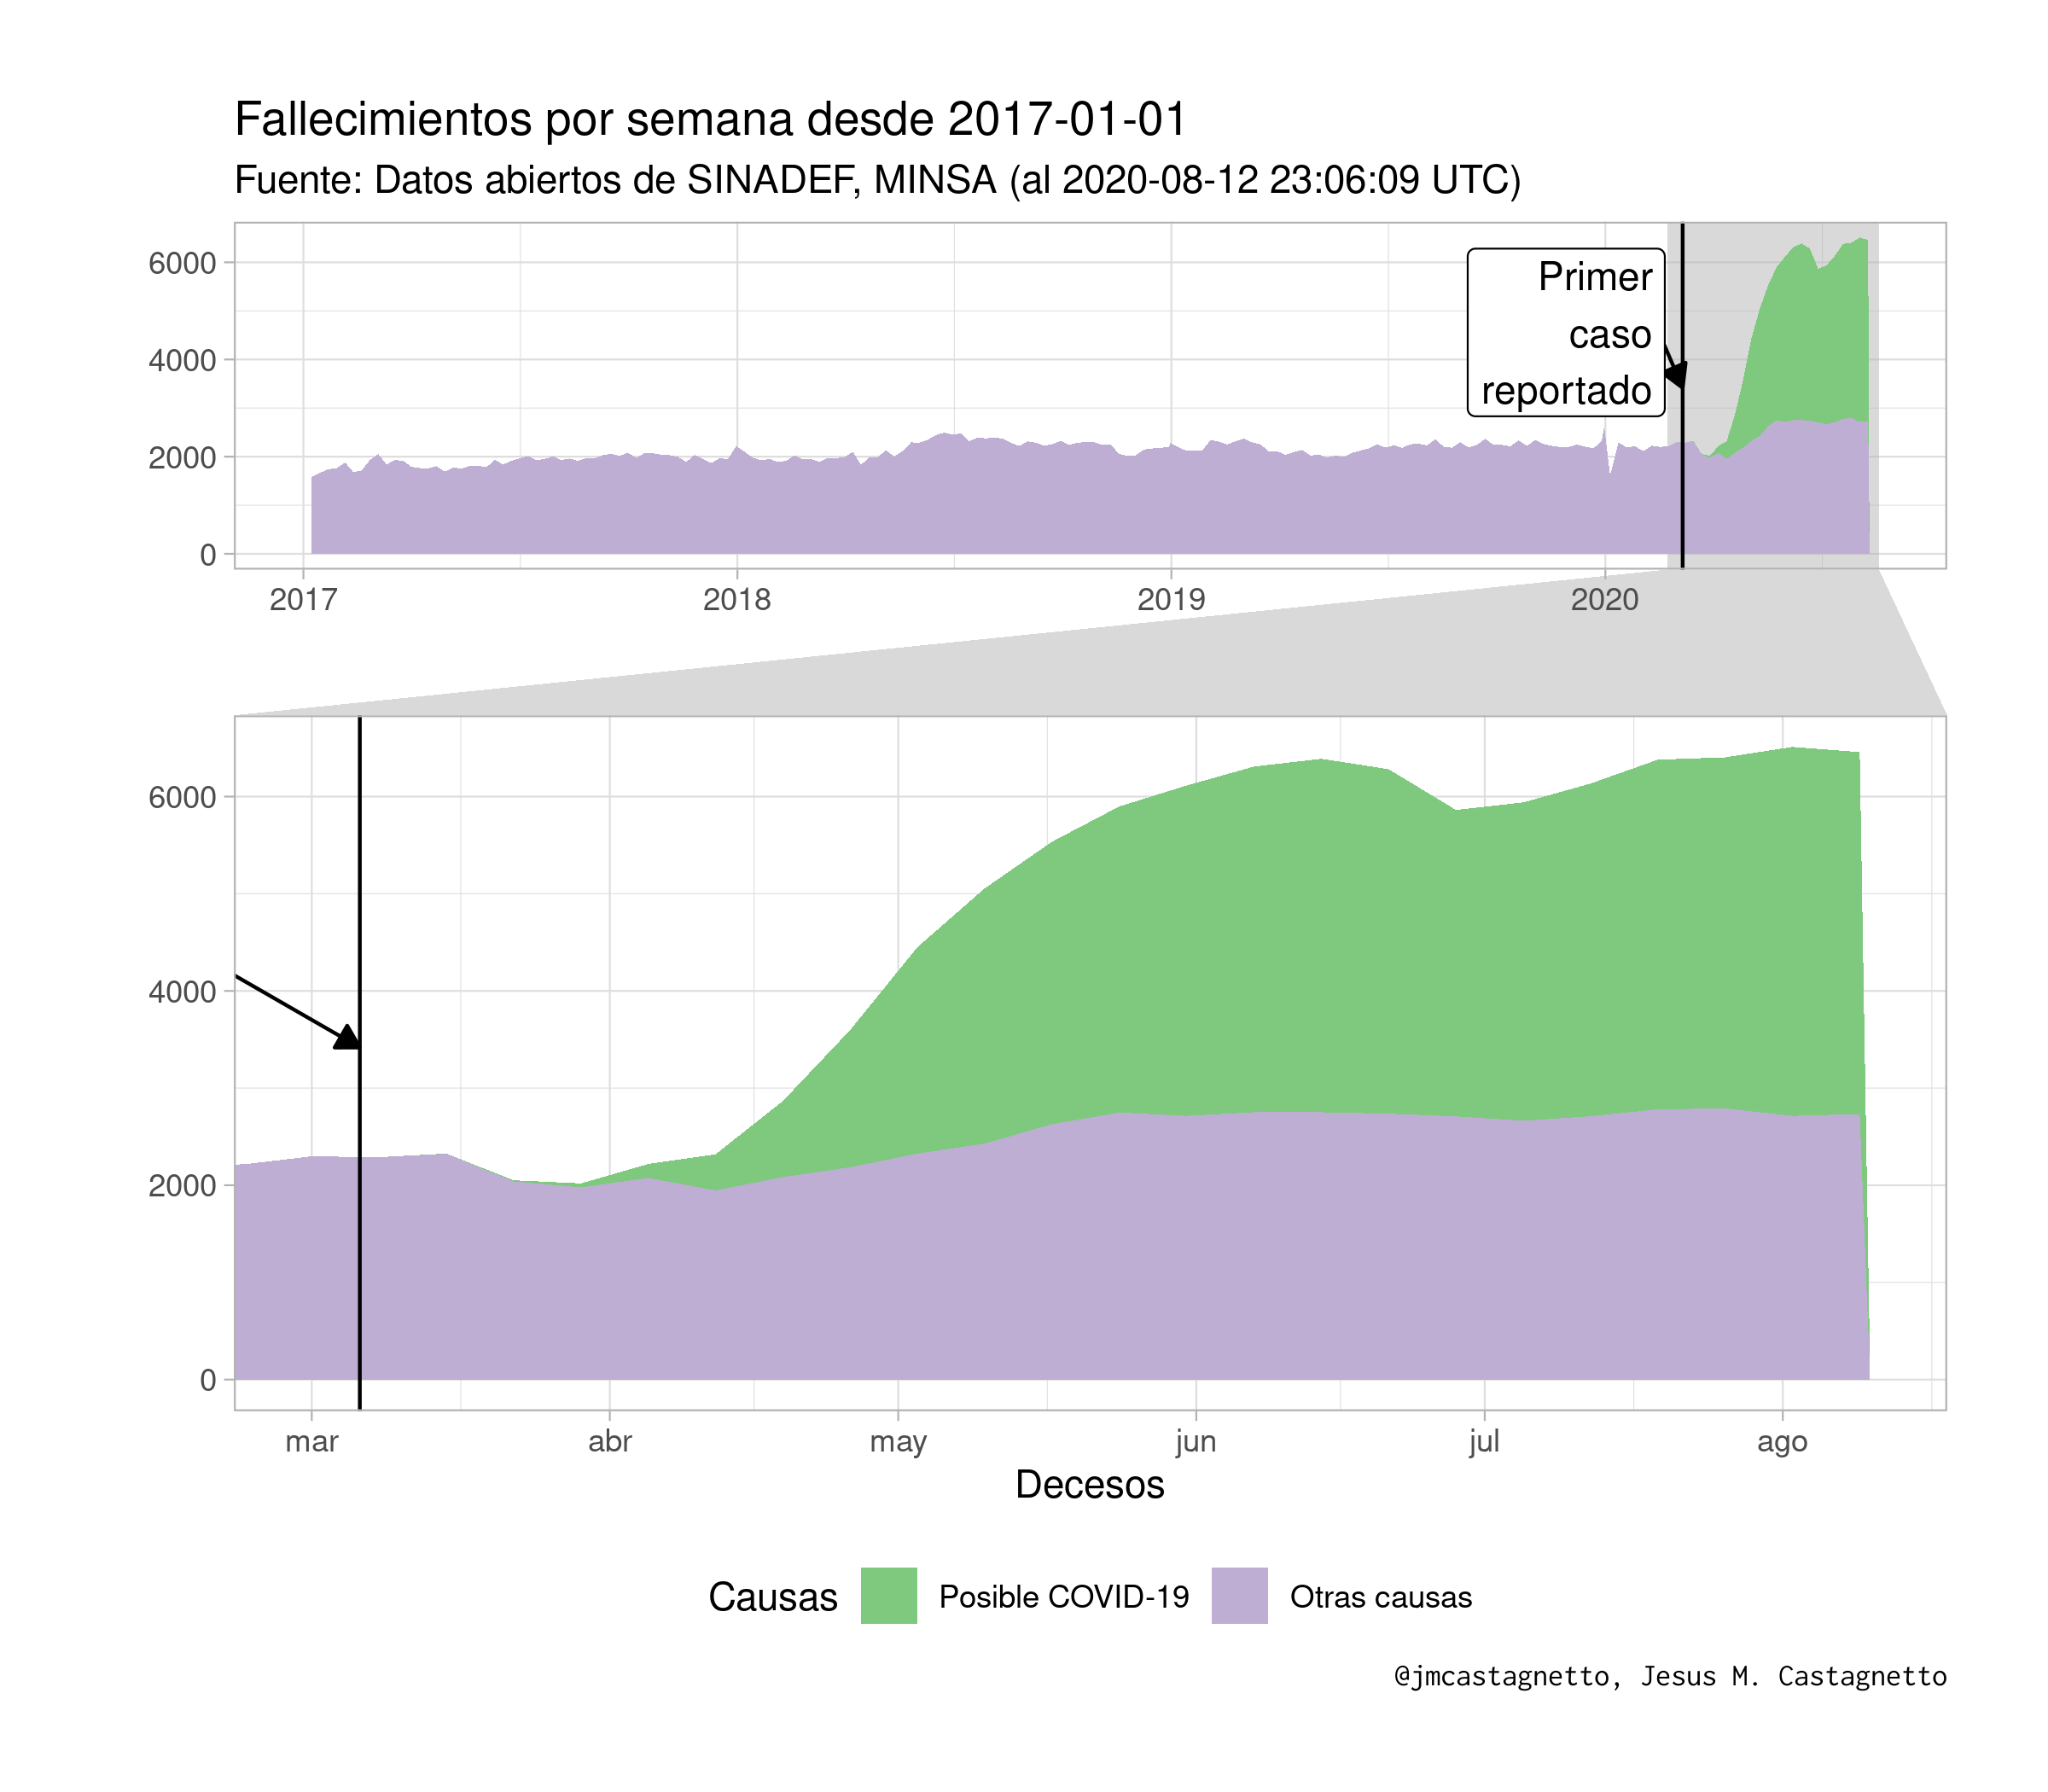 Fallecimientos por semana desde 2017-01-01
Fuente: Datos abiertos de SINADEF, MINSA (al 2020-08-12 23:06:09 UTC)
6000
4000
2000
0
Primer
caso
reportado
2017 2018 2019 2020
6000
4000
2000
0
mar abr may jun jul ago
Decesos
Causas Posible COVID-19 Otras causas
@jmcastagnetto, Jesus M. Castagnetto